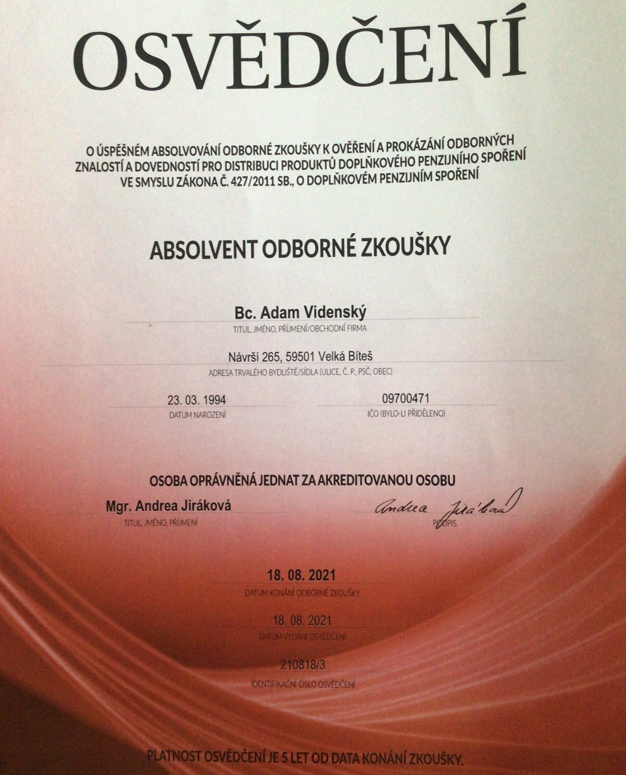 OSVĚDČENÍ
O ÚSPĚŠNÉM ABSOLVOVÁNÍ ODBORNÉ ZKOUŠKY K OVĚŘENÍ A PROKÁZÁNÍ ODBORNÝCH
ZNALOSTÍ A DOVEDNOSTÍ PRO DISTRIBUCI PRODUKTŮ DOPLŇKOVÉHO PENZIJNÍHO SPOŘENÍ
VE SMYSLU ZÁKONA Č. 427/2011 SB., O DOPLŇKOVÉM PENZIJNÍM SPOŘENÍ
ABSOLVENT ODBORNÉ ZKOUŠKY
Bc. Adam Videnský
TITUL, JMÉNO, PŘÍJMENÍ/OBCHODNÍ FIRMA
Návrší 265, 59501 Velká Bíteš
ADRESA TRVALÉHO BYDLIŠTĚ/SÍDLA (ULICE, Č. P., PSČ, OBEC)
23. 03. 1994 09700471
DATUM NAROZENÍ IČO (BYLO-LI PŘIDĚLENO)
OSOBA OPRÁVNĚNÁ JEDNAT ZA AKREDITOVANOU OSOBU
Mgr. Andrea Jiráková Andrea Jiráková
TITUL, JMÉNO, PŘÍJMENÍ PODPIS
18. 08. 2021
DATUM KONÁNÍ ODBORNÉ ZKOUŠKY
18. 08. 2021
DATUM VYDÁNÍ OSVĚDČENÍ
210818/3
IDENTIFIKAČNÍ ČÍSLO OSVĚDČENÍ
PLATNOST OSVĚDČENÍ JE 5 LET OD DATA KONÁNÍ ZKOUŠKY.